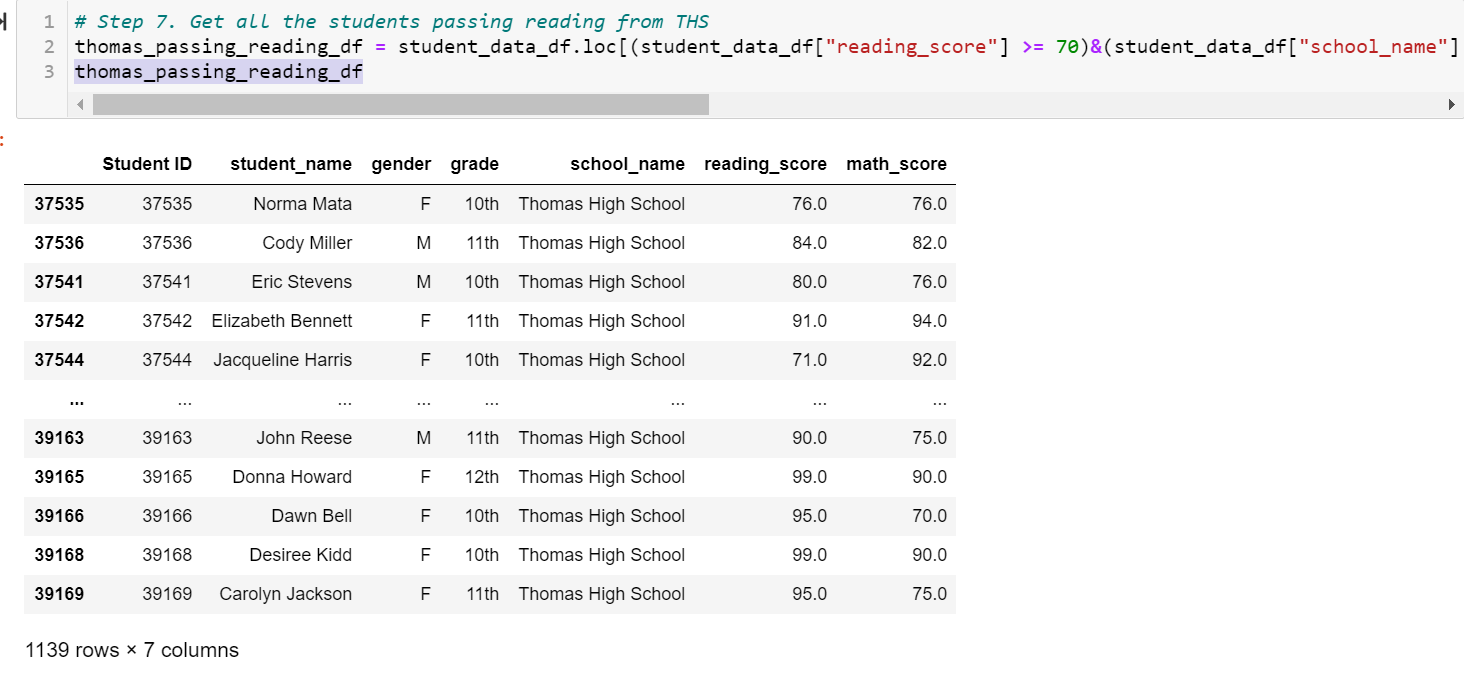 1 # Step 7. Get all the students passing reading from THS
2 thomas_passing_reading_df = student_data_df.loc[(student_data_df["reading_score"] >= 70)&(student_data_df["school_name"]
3 thomas_passing_reading_df
:
Student ID student_name gender grade school_name reading_score math_score
37535 37535 Norma Mata F 10th Thomas High School 76.0 76.0
37536 37536 Cody Miller M 11th Thomas High School 84.0 82.0
37541 37541 Eric Stevens M 10th Thomas High School 80.0 76.0
37542 37542 Elizabeth Bennett F 11th Thomas High School 91.0 94.0
37544 37544 Jacqueline Harris F 10th Thomas High School 71.0 92.0
... ... ... ... ... ... ... ...
39163 39163 John Reese M 11th Thomas High School 90.0 75.0
39165 39165 Donna Howard F 12th Thomas High School 99.0 90.0
39166 39166 Dawn Bell F 10th Thomas High School 95.0 70.0
39168 39168 Desiree Kidd F 10th Thomas High School 99.0 90.0
39169 39169 Carolyn Jackson F 11th Thomas High School 95.0 75.0
1139 rows × 7 columns